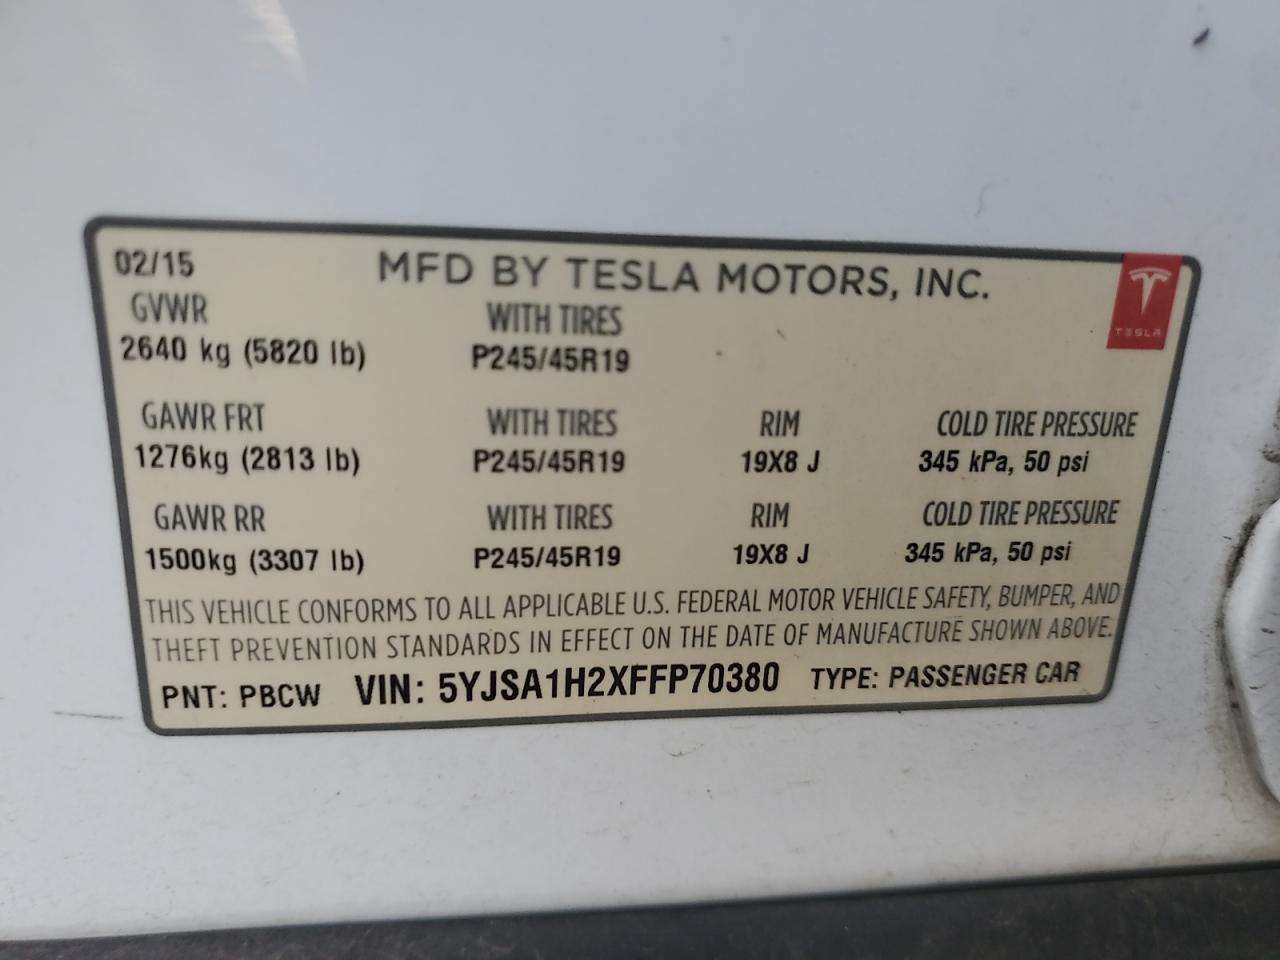 02/15 MFD BY TESLA MOTORS, INC.
TESLA
GVWR WITH TIRES
2640 kg (5820 lb) P245/45R19
GAWR FRT WITH TIRES RIM COLD TIRE PRESSURE
1276kg (2813 lb) P245/45R19 19X8 J 345 kPa, 50 psi
GAWR RR WITH TIRES RIM COLD TIRE PRESSURE
1500kg (3307 lb) P245/45R19 19X8 J 345 kPa, 50 psi
THIS VEHICLE CONFORMS TO ALL APPLICABLE U.S. FEDERAL MOTOR VEHICLE SAFETY, BUMPER, AND
THEFT PREVENTION STANDARDS IN EFFECT ON THE DATE OF MANUFACTURE SHOWN ABOVE.
PNT: PBCW VIN: 5YJSA1H2XFFP70380 TYPE: PASSENGER CAR